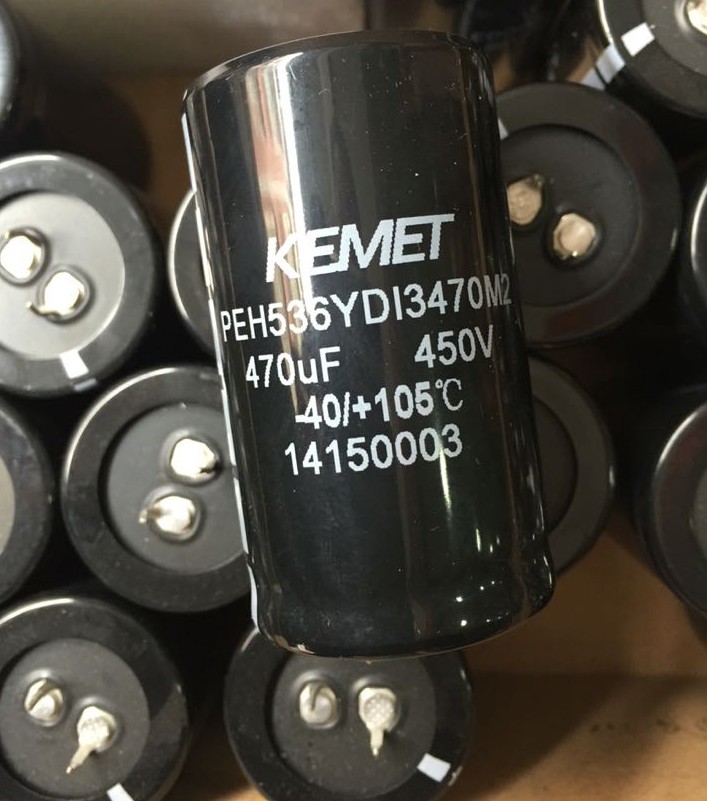 KEMET
PEH536YDI3470M2
470uF 450V
-40/+105℃
14150003